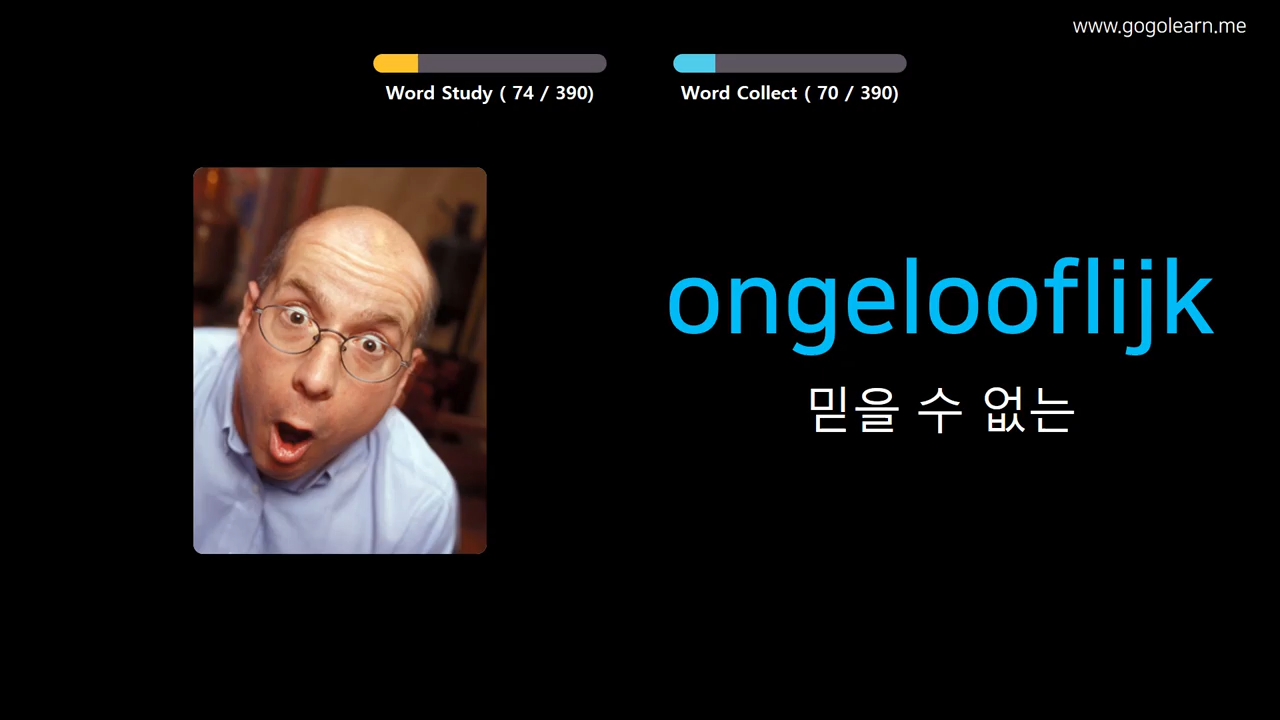 www.gogolearn.me
Word Study ( 74 / 390)
Word Collect ( 70 / 390)
ongelooflijk
믿을 수 없는